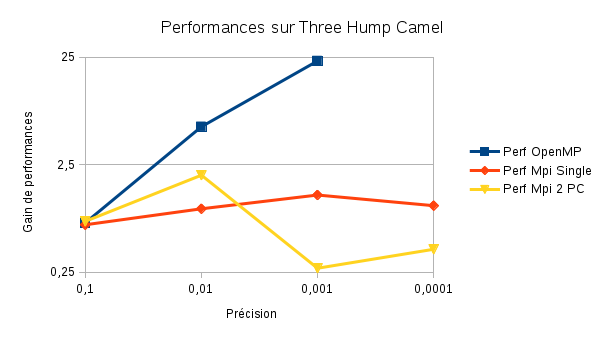 Performances sur Three Hump Camel
25
2,5
0,25
Gain de performances
0,1
0,01
0,001
0,0001
Précision
Perf OpenMP
Perf Mpi Single
Perf Mpi 2 PC